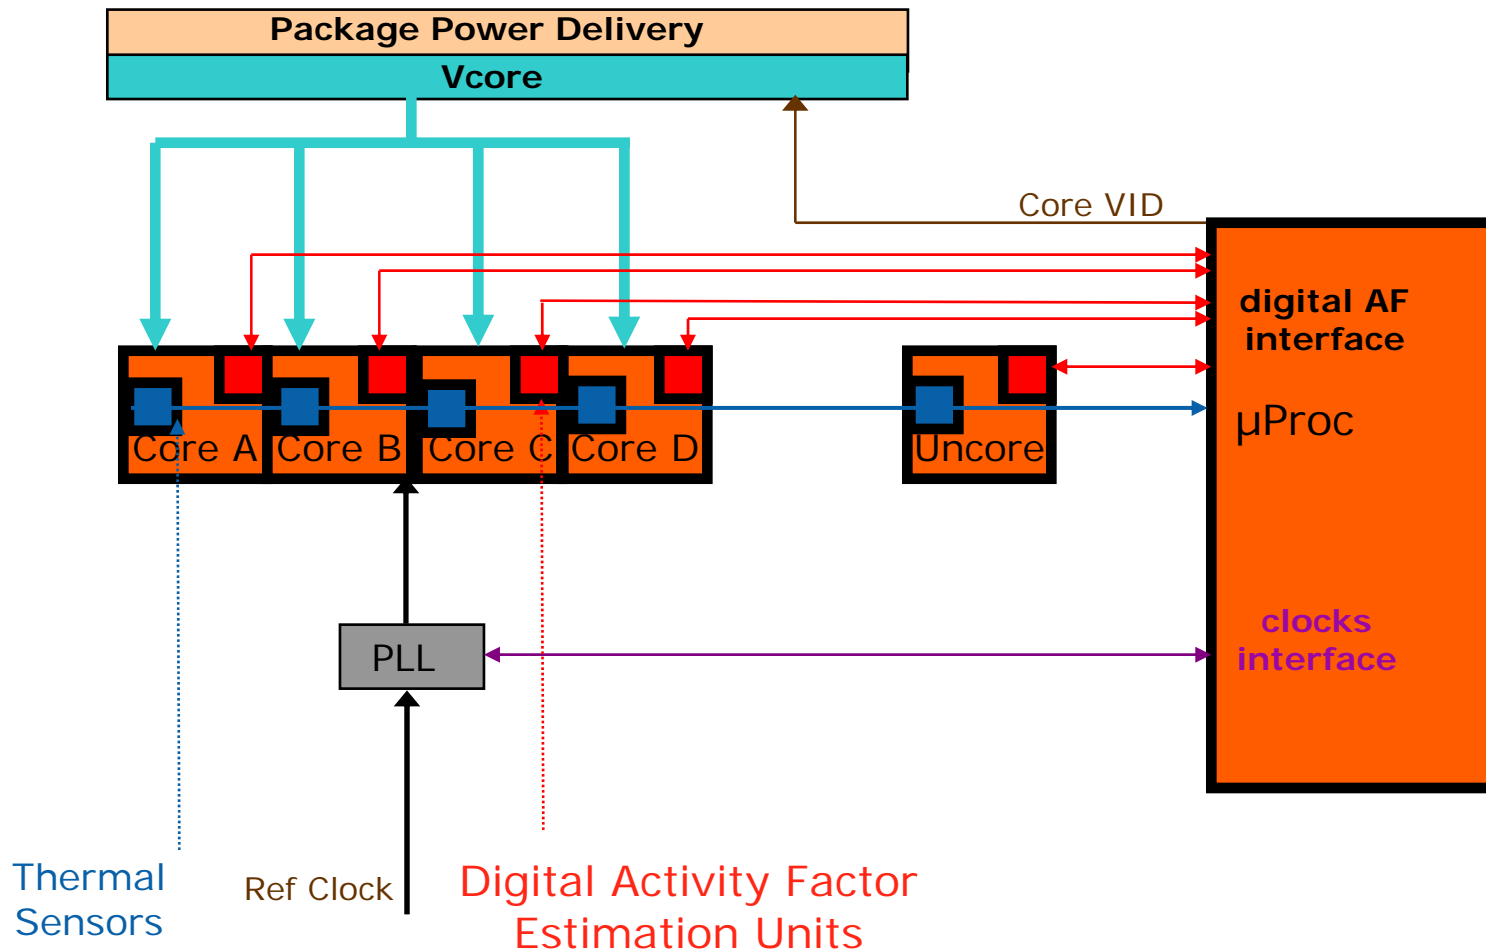 Package Power Delivery
Vcore
Core VID
digital AF
interface
µProc
Core A
Core B
Core C
Core D
Uncore
clocks
interface
PLL
Thermal
Sensors
Ref Clock
Digital Activity Factor
Estimation Units